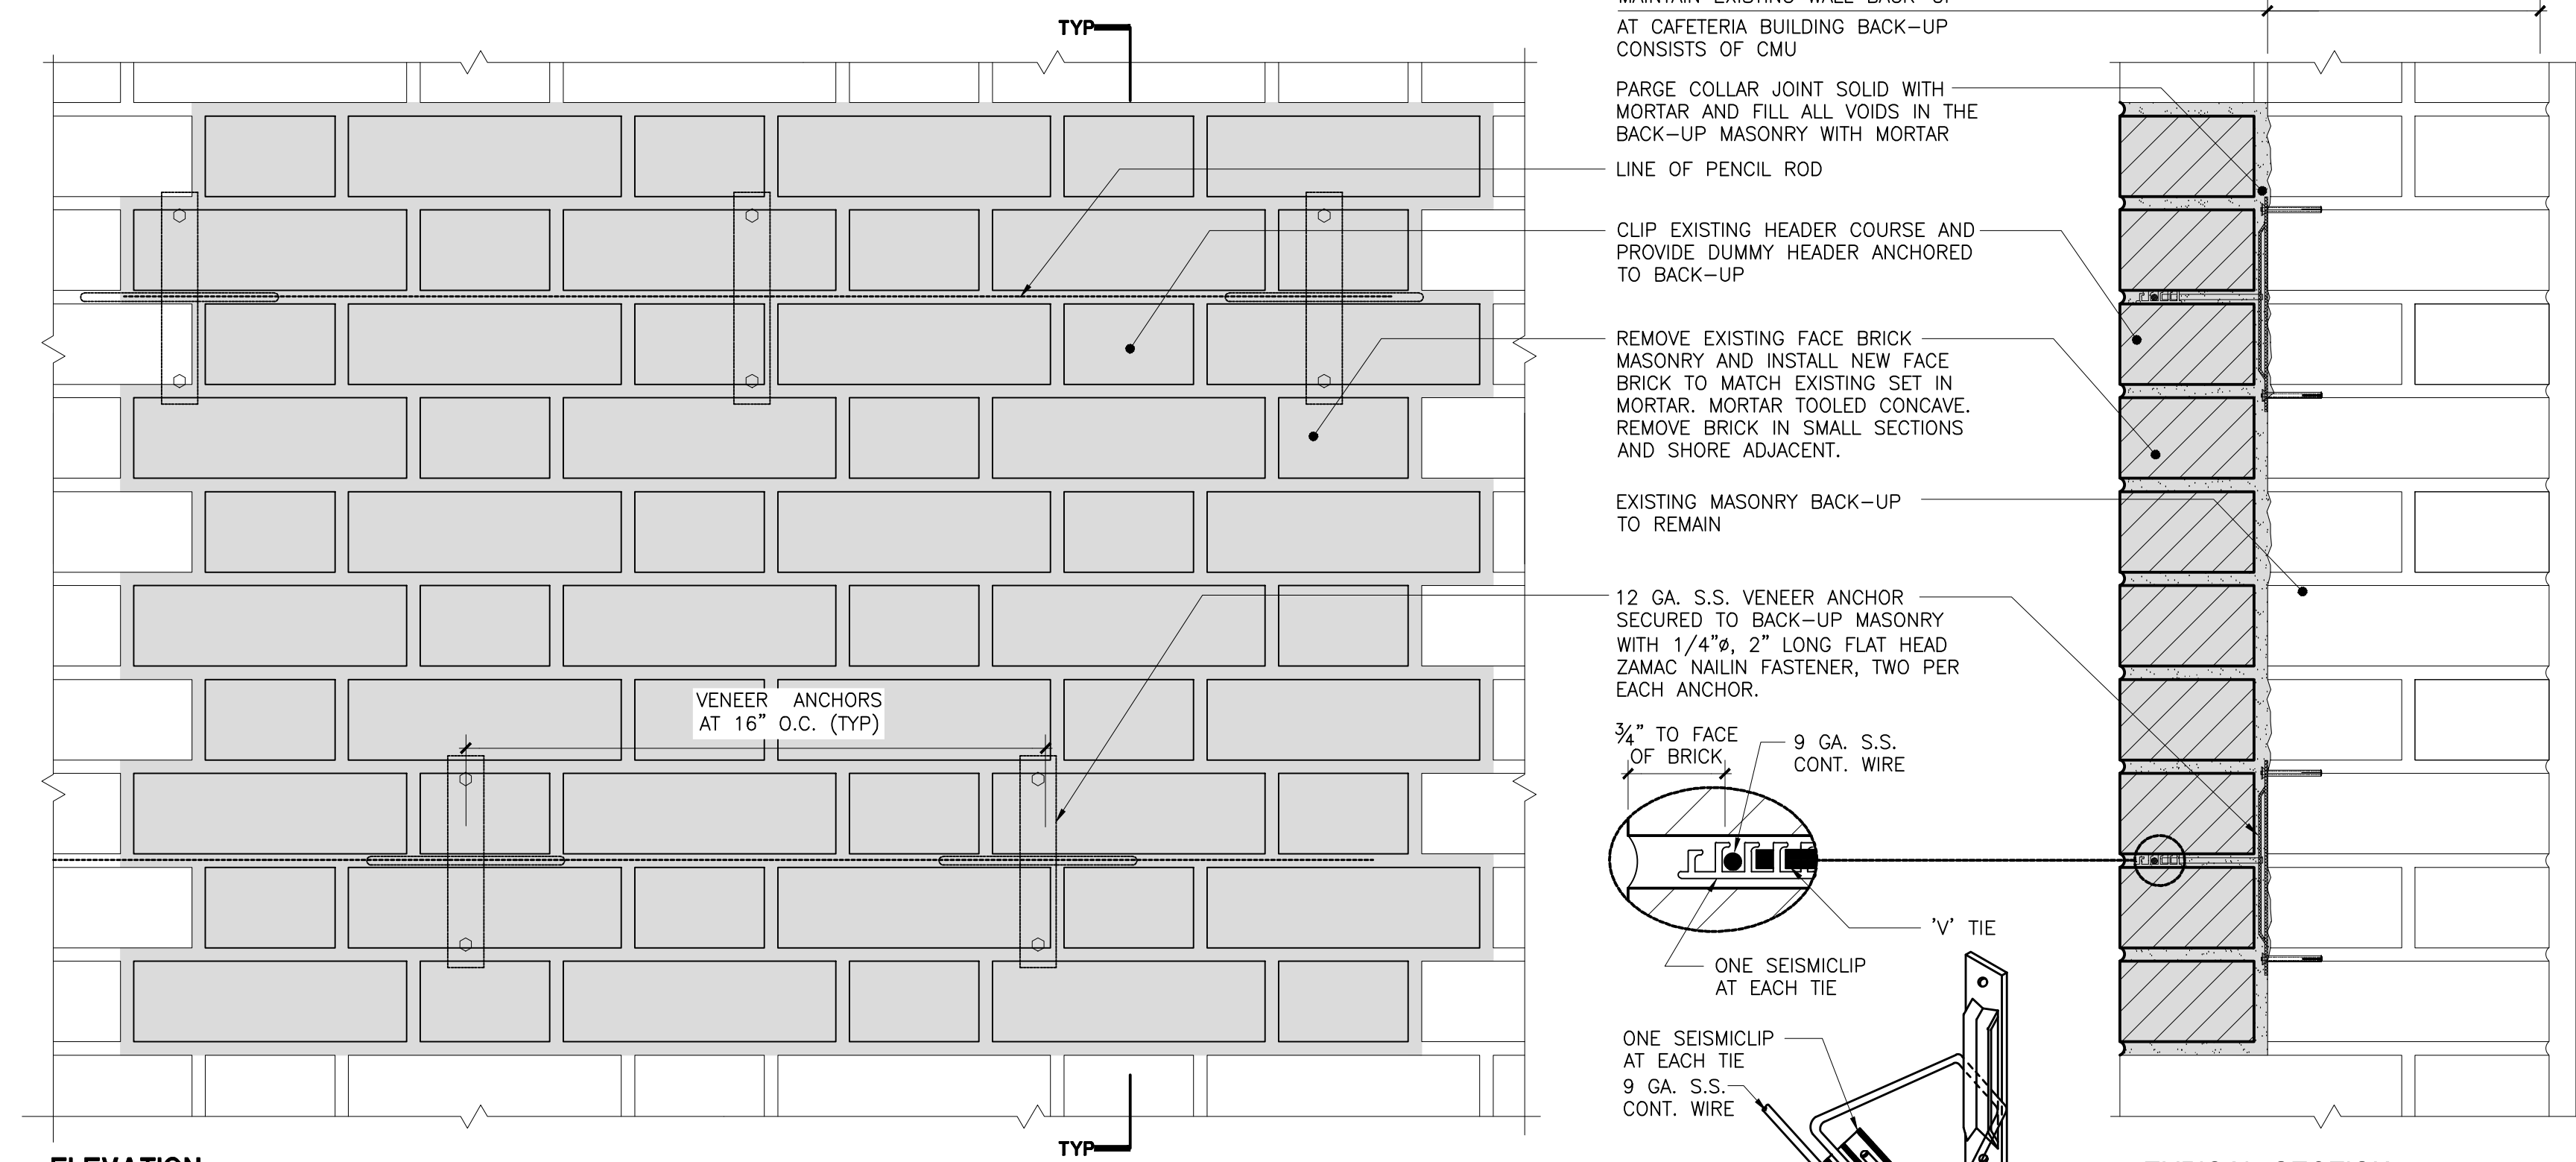 TYP
MAINTAIN EXISTING WALL BACK-UP
AT CAFETERIA BUILDING BACK-UP
CONSISTS OF CMU
PARGE COLLAR JOINT SOLID WITH
MORTAR AND FILL ALL VOIDS IN THE
BACK-UP MASONRY WITH MORTAR
LINE OF PENCIL ROD
CLIP EXISTING HEADER COURSE AND
PROVIDE DUMMY HEADER ANCHORED
TO BACK-UP
REMOVE EXISTING FACE BRICK
MASONRY AND INSTALL NEW FACE
BRICK TO MATCH EXISTING SET IN
MORTAR. MORTAR TOOLED CONCAVE.
REMOVE BRICK IN SMALL SECTIONS
AND SHORE ADJACENT.
EXISTING MASONRY BACK-UP
TO REMAIN
12 GA. S.S. VENEER ANCHOR
SECURED TO BACK-UP MASONRY
WITH 1/4"ø, 2" LONG FLAT HEAD
ZAMAC NAILIN FASTENER, TWO PER
EACH ANCHOR.
VENEER ANCHORS
AT 16" O.C. (TYP)
¾" TO FACE
OF BRICK
9 GA. S.S.
CONT. WIRE
'V' TIE
ONE SEISMICLIP
AT EACH TIE
ONE SEISMICLIP
AT EACH TIE
9 GA. S.S.
CONT. WIRE
TYP
ELEVATION